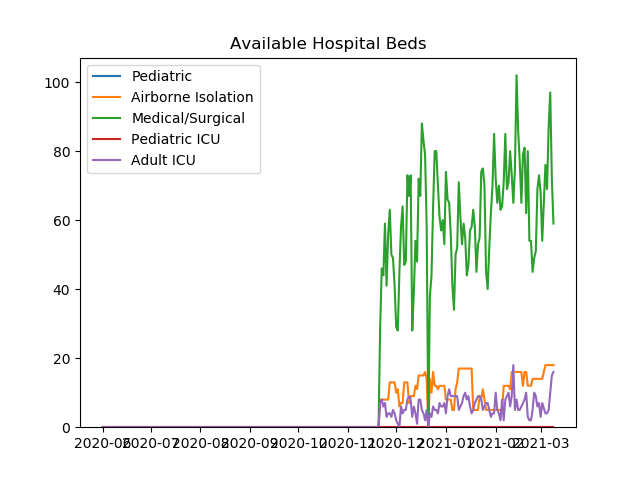 Available Hospital Beds
Pediatric
Airborne Isolation
Medical/Surgical
Pediatric ICU
Adult ICU
100
80
60
40
20
0
2020-06 2020-07 2020-08 2020-09 2020-10 2020-11 2020-12 2021-01 2021-02 2021-03